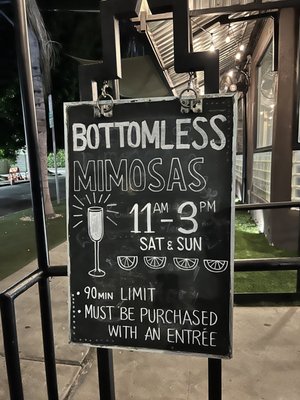 BOTTOMLESS
MIMOSAS
11AM-3PM
SAT & SUN
• 90min LIMIT
• MUST BE PURCHASED
WITH AN ENTRÉE